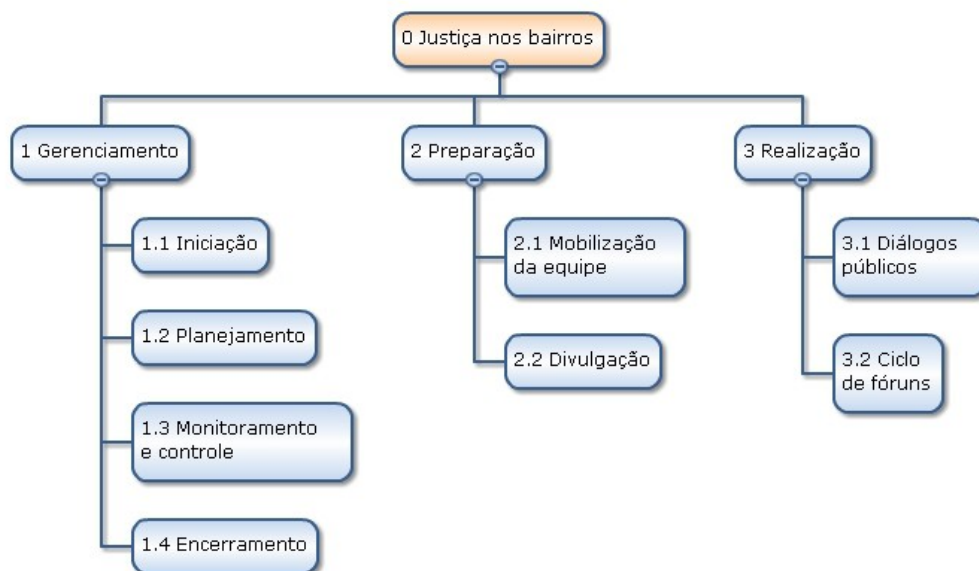 0 Justiça nos bairros
1 Gerenciamento
1.1 Iniciação
1.2 Planejamento
1.3 Monitoramento
e controle
1.4 Encerramento
2 Preparação
2.1 Mobilização
da equipe
2.2 Divulgação
3 Realização
3.1 Diálogos
públicos
3.2 Ciclo
de fóruns